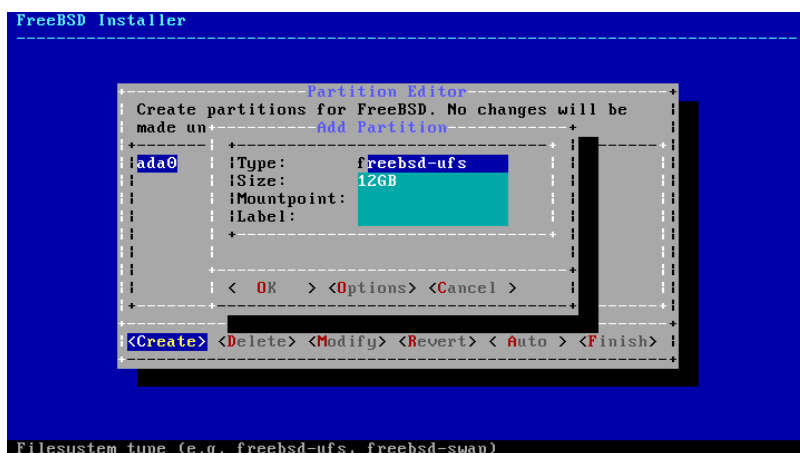 FreeBSD Installer
Partition Editor
Create partitions for FreeBSD. No changes will be
made un
Add Partition
ada0
Type: freebsd-ufs
Size: 12GB
Mountpoint:
Label:
< OK > <Options> <Cancel >
<Create> <Delete> <Modify> <Revert> < Auto > <Finish>
Filesystem type (e.g. freebsd-ufs, freebsd-swap)